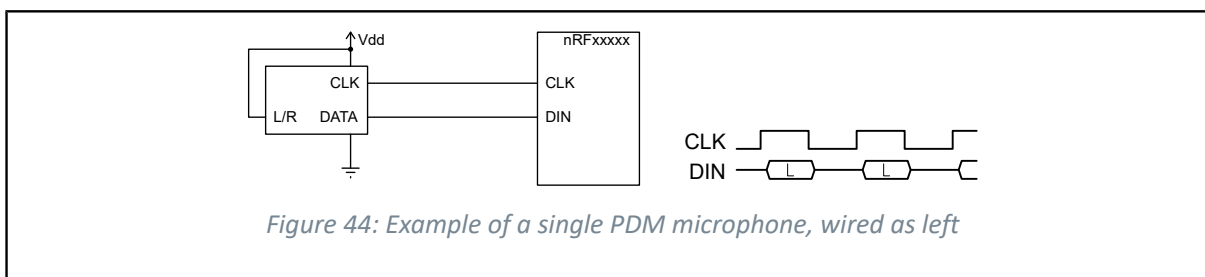 Vdd
nRFxxxxx
CLK
CLK
L/R DATA
DIN
CLK
DIN L L
Figure 44: Example of a single PDM microphone, wired as left